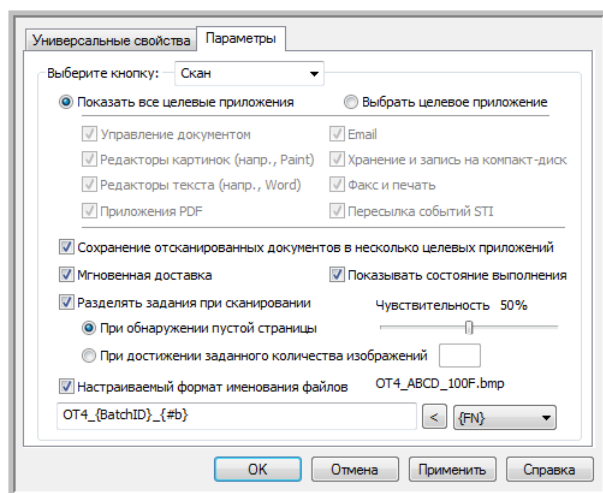 Универсальные свойства Параметры
Выберите кнопку: Скан
Показать все целевые приложения Выбрать целевое приложение
Управление документом Email
Редакторы картинок (напр., Paint) Хранение и запись на компакт-диск
Редакторы текста (напр., Word) Факс и печать
Приложения PDF Пересылка событий STI
Сохранение отсканированных документов в несколько целевых приложений
Мгновенная доставка Показывать состояние выполнения
Разделять задания при сканировании Чувствительность 50%
При обнаружении пустой страницы
При достижении заданного количества изображений
Настраиваемый формат именования файлов OT4_ABCD_100F.bmp
OT4_{BatchID}_{#b} < {FN}
OK Отмена Применить Справка